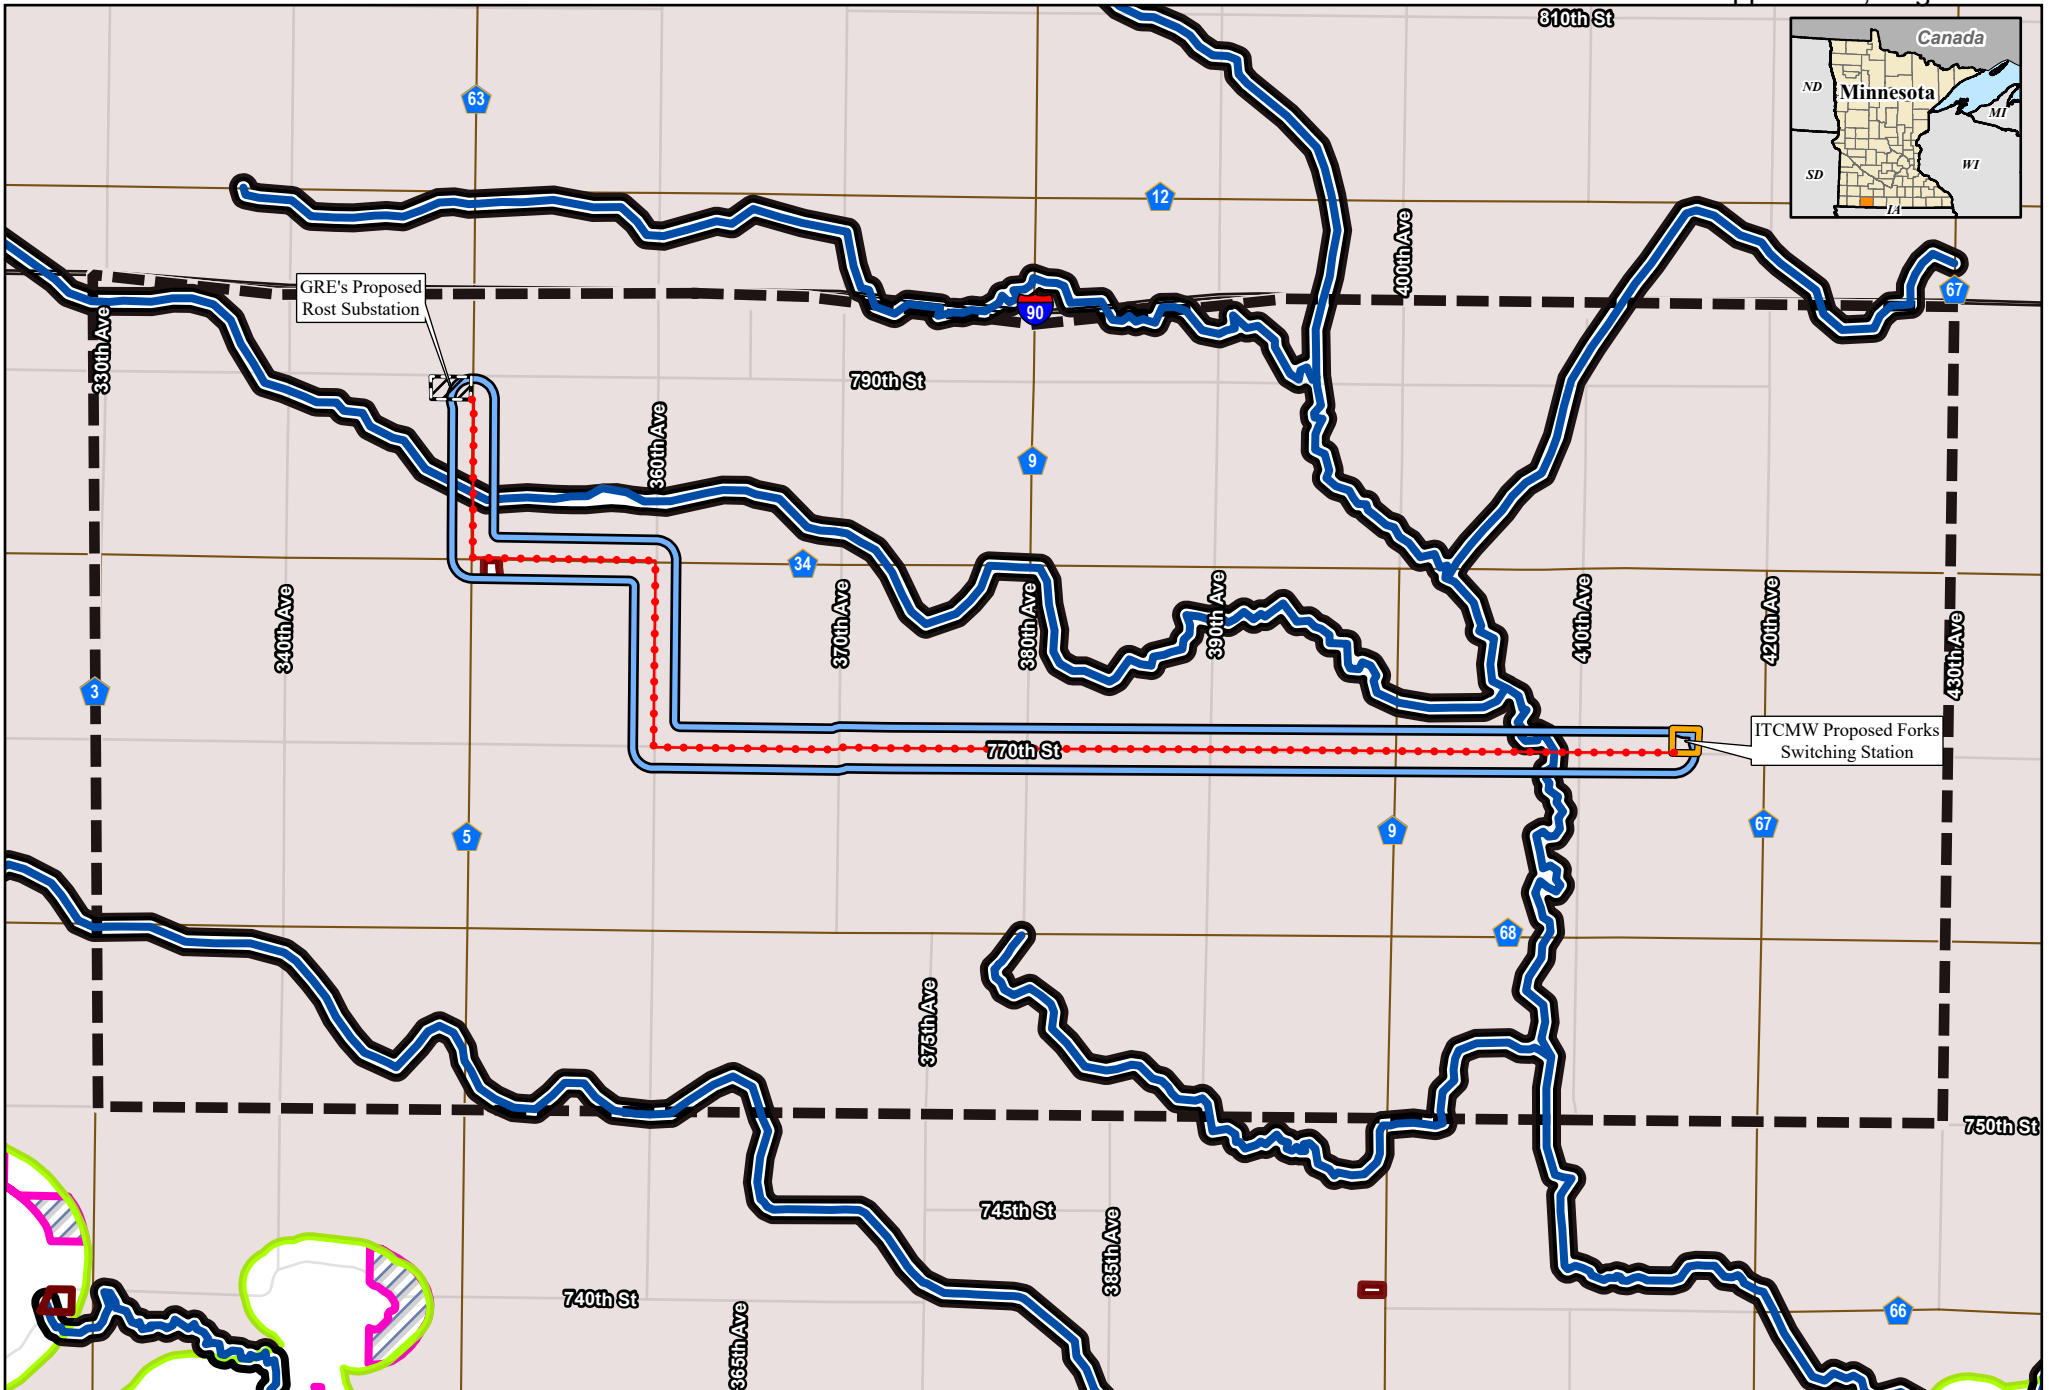 810th St
Canada
ND
Minnesota
MI
SD
WI
IA
63
12
400th Ave
67
GRE's Proposed
Rost Substation
90
330th Ave
790th St
360th Ave
9
34
340th Ave
370th Ave
380th Ave
390th Ave
410th Ave
420th Ave
430th Ave
3
770th St
ITCMW Proposed Forks
Switching Station
5
9
67
68
375th Ave
750th St
745th St
385th Ave
740th St
365th Ave
66